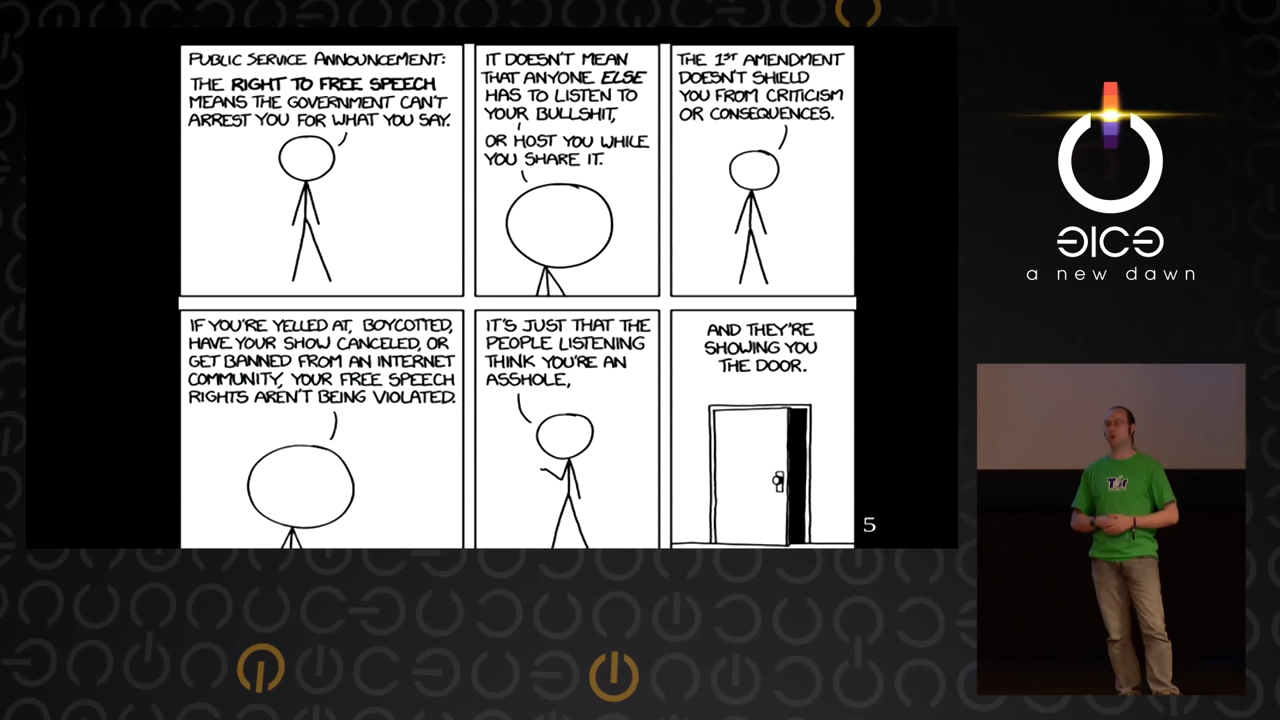 PUBLIC SERVICE ANNOUNCEMENT:
THE RIGHT TO FREE SPEECH
MEANS THE GOVERNMENT CAN'T
ARREST YOU FOR WHAT YOU SAY.
IT DOESN'T MEAN
THAT ANYONE ELSE
HAS TO LISTEN TO
YOUR BULLSHIT,
OR HOST YOU WHILE
YOU SHARE IT.
THE 1ST AMENDMENT
DOESN'T SHIELD
YOU FROM CRITICISM
OR CONSEQUENCES.
IF YOU'RE YELLED AT, BOYCOTTED,
HAVE YOUR SHOW CANCELED, OR
GET BANNED FROM AN INTERNET
COMMUNITY, YOUR FREE SPEECH
RIGHTS AREN'T BEING VIOLATED.
IT'S JUST THAT THE
PEOPLE LISTENING
THINK YOU'RE AN
ASSHOLE,
AND THEY'RE
SHOWING YOU
THE DOOR.
5
a new dawn
Tor